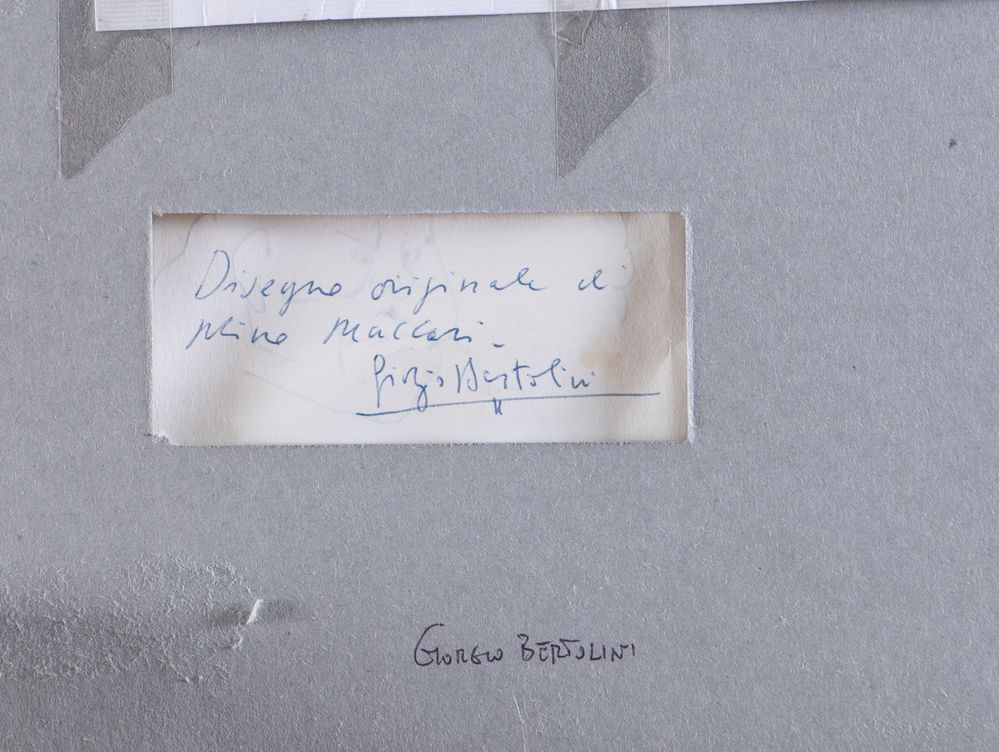 Disegno originale di
Mino Maccari.
Giorgio Bertolini
GIORGIO BERTOLINI